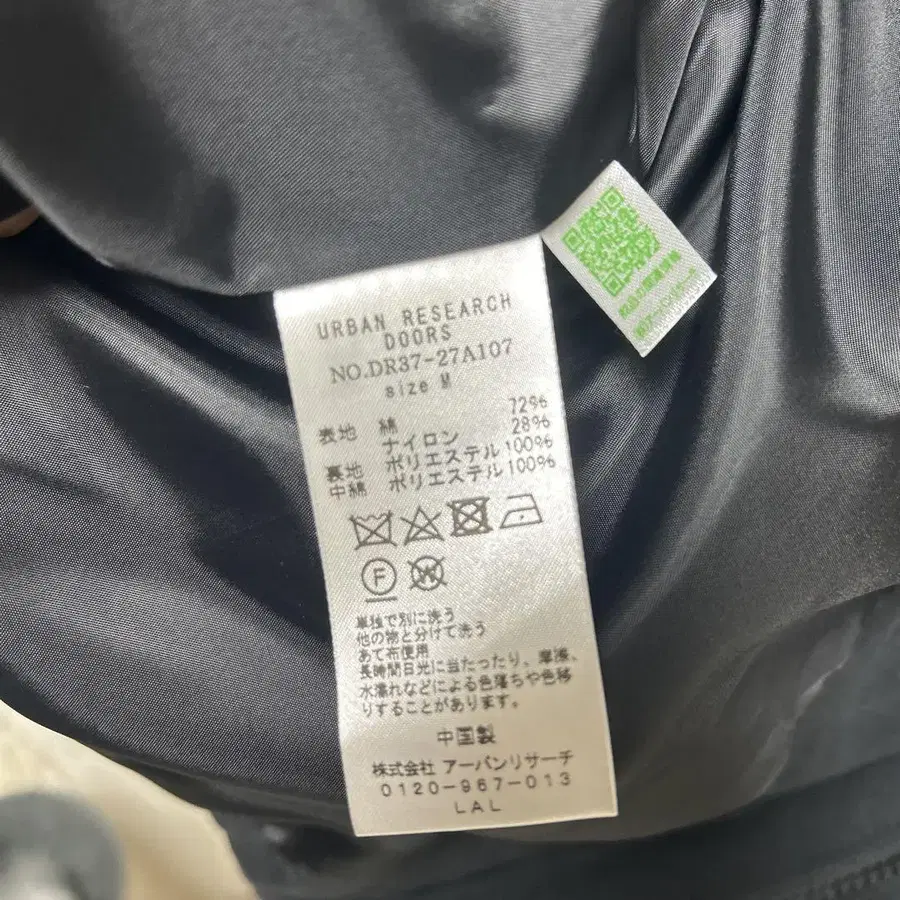 URBAN RESEARCH
DOORS
NO.DR37-27A107
size M
表地 綿 72%
ナイロン 28%
裏地 ポリエステル 100%
中綿 ポリエステル 100%
F
W
単独で別に洗う
他の物と分けて洗う
あて布使用
長時間日光に当たったり、摩擦、
水濡れなどによる色落ちや色移
りすることがあります。
中国製
株式会社 アーバンリサーチ
0120-967-013
LAL